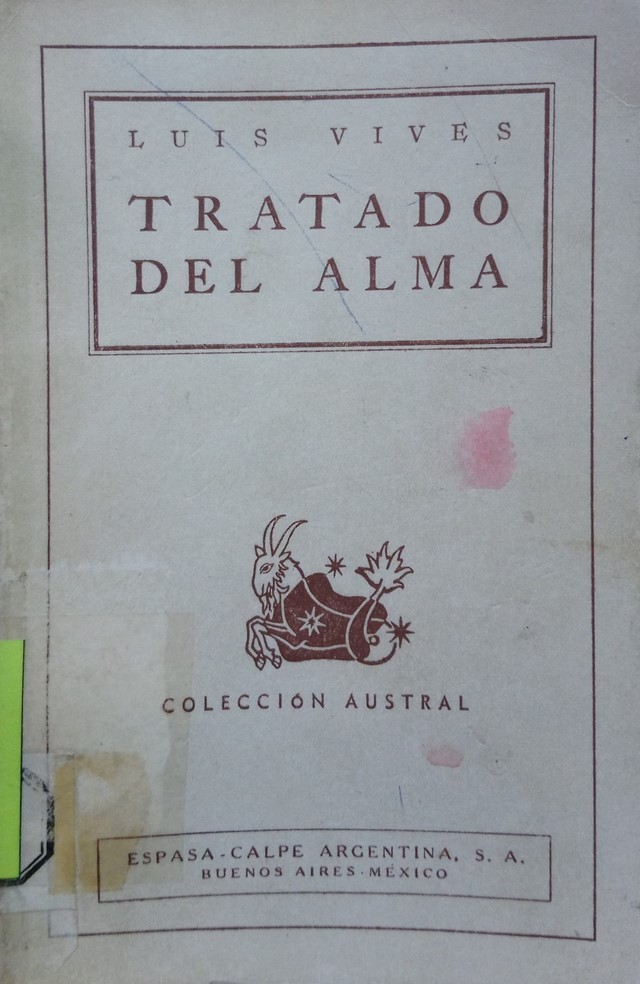 LUIS VIVES
TRATADO
DEL ALMA
COLECCIÓN AUSTRAL
ESPASA-CALPE ARGENTINA, S. A.
BUENOS AIRES-MÉXICO